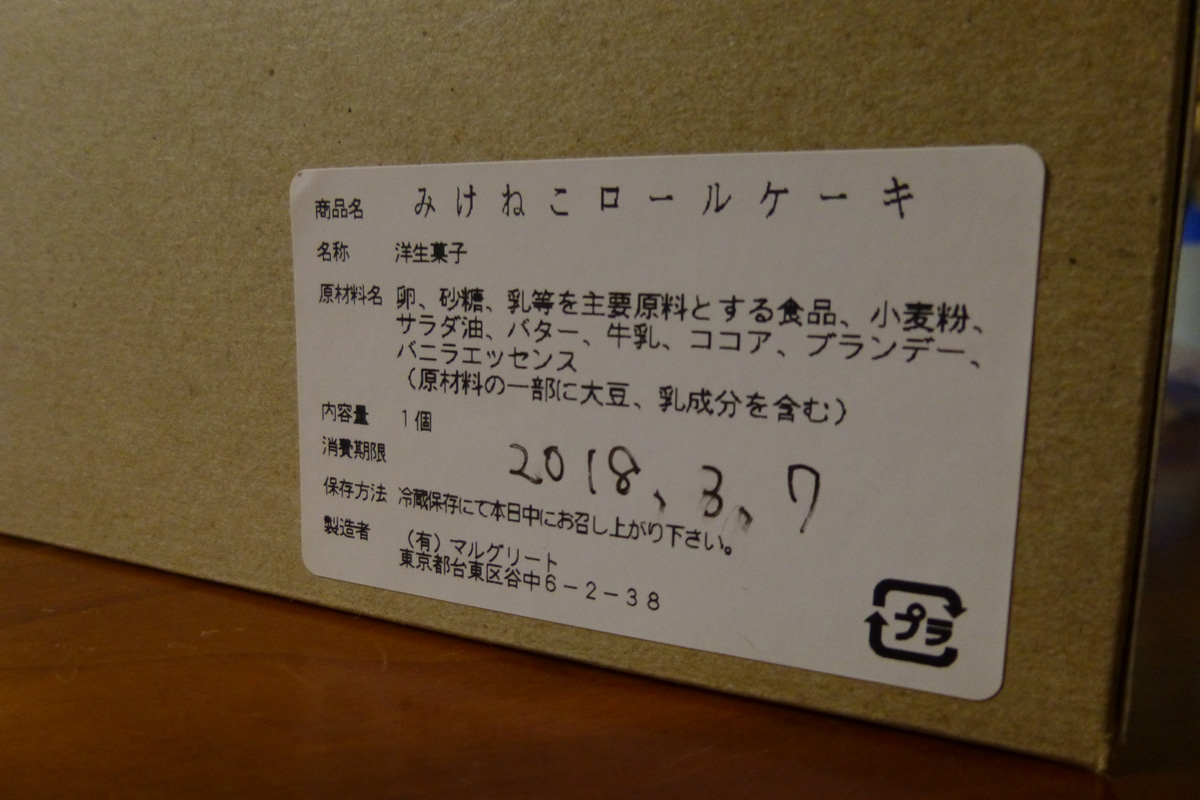 商品名 みけねこロールケーキ
名称 洋生菓子
原材料名 卵、砂糖、乳等を主要原料とする食品、小麦粉、
サラダ油、バター、牛乳、ココア、ブランデー、
バニラエッセンス
（原材料の一部に大豆、乳成分を含む）
内容量 1個
消費期限 2018.3.7
保存方法 冷蔵保存にて本日中にお召し上がり下さい。
製造者 （有）マルグリート
東京都台東区谷中6－2－38
プラ